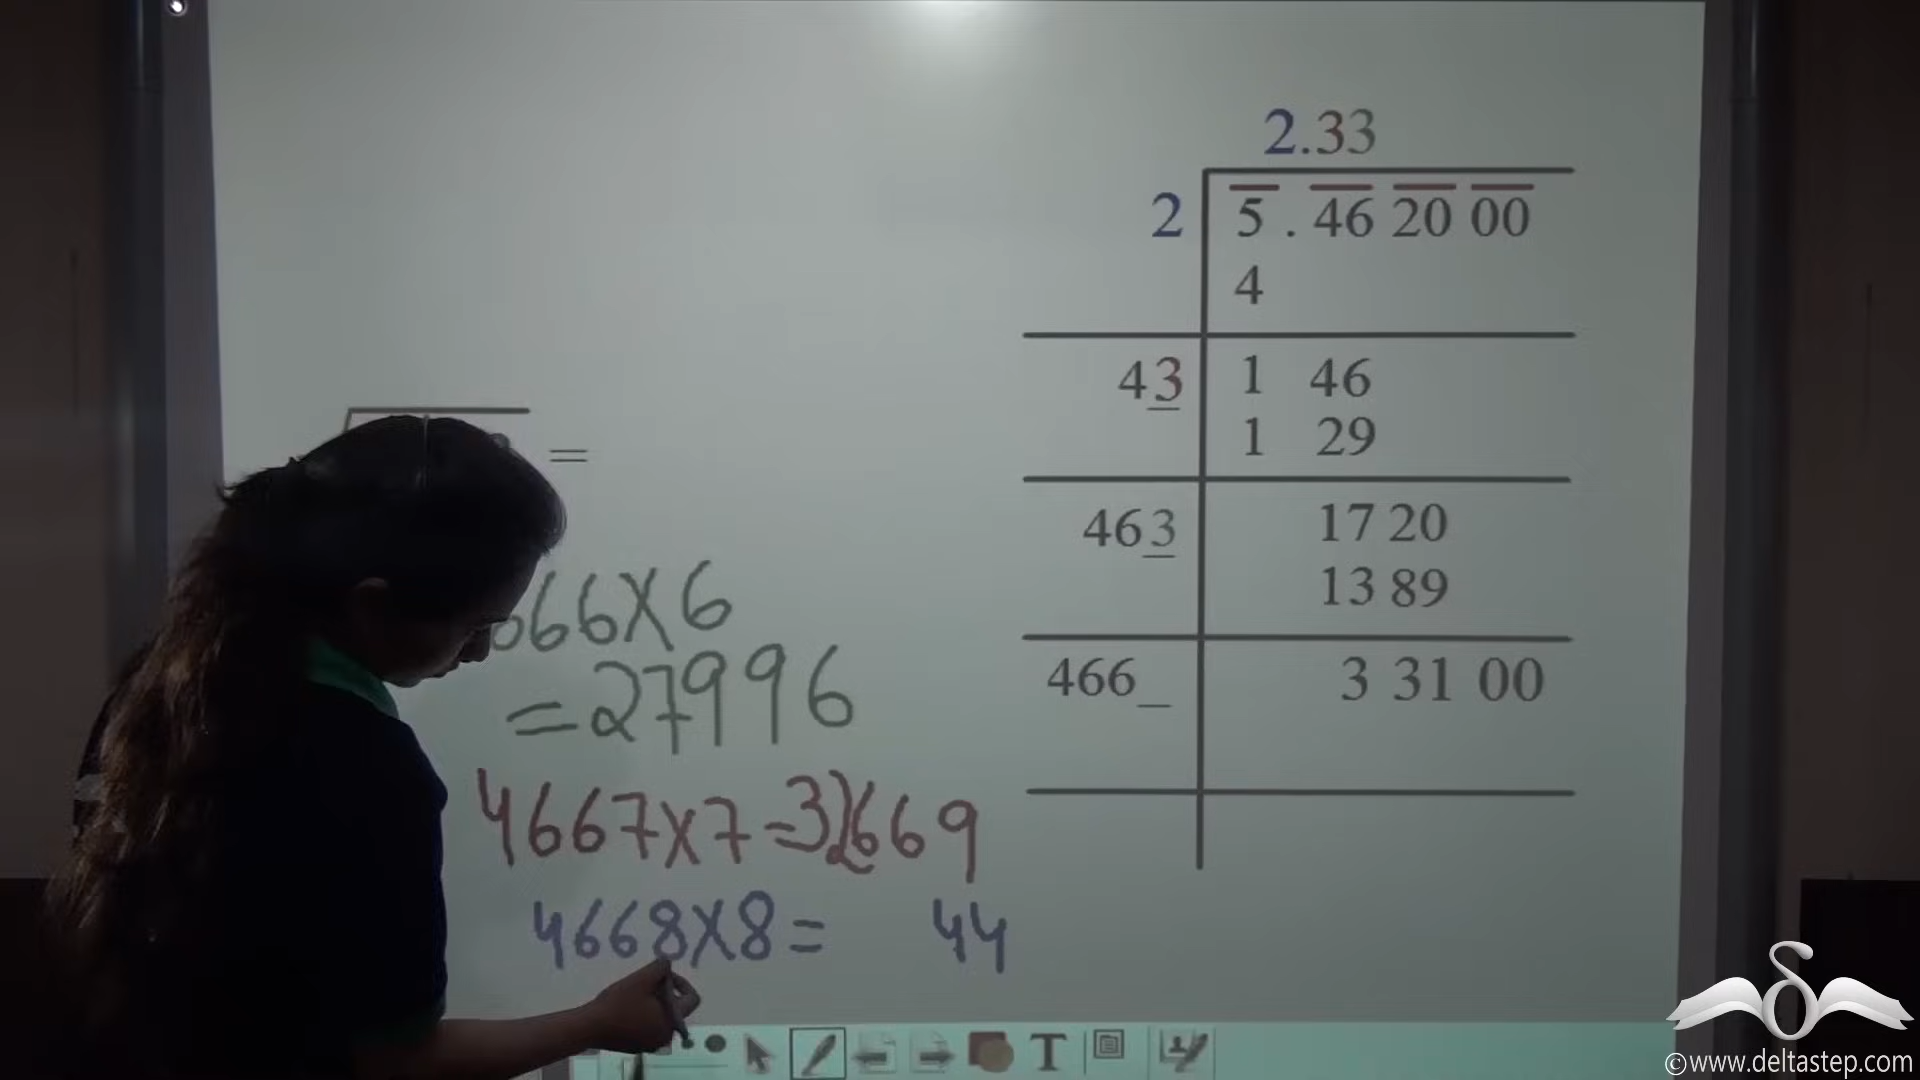 2.33
2 5 . 46 20 00
4
43 1 46
1 29
463 17 20
13 89
466_ 3 31 00
=
666X6
=27996
4667x7=32669
4668X8= 44
T
©www.deltastep.com